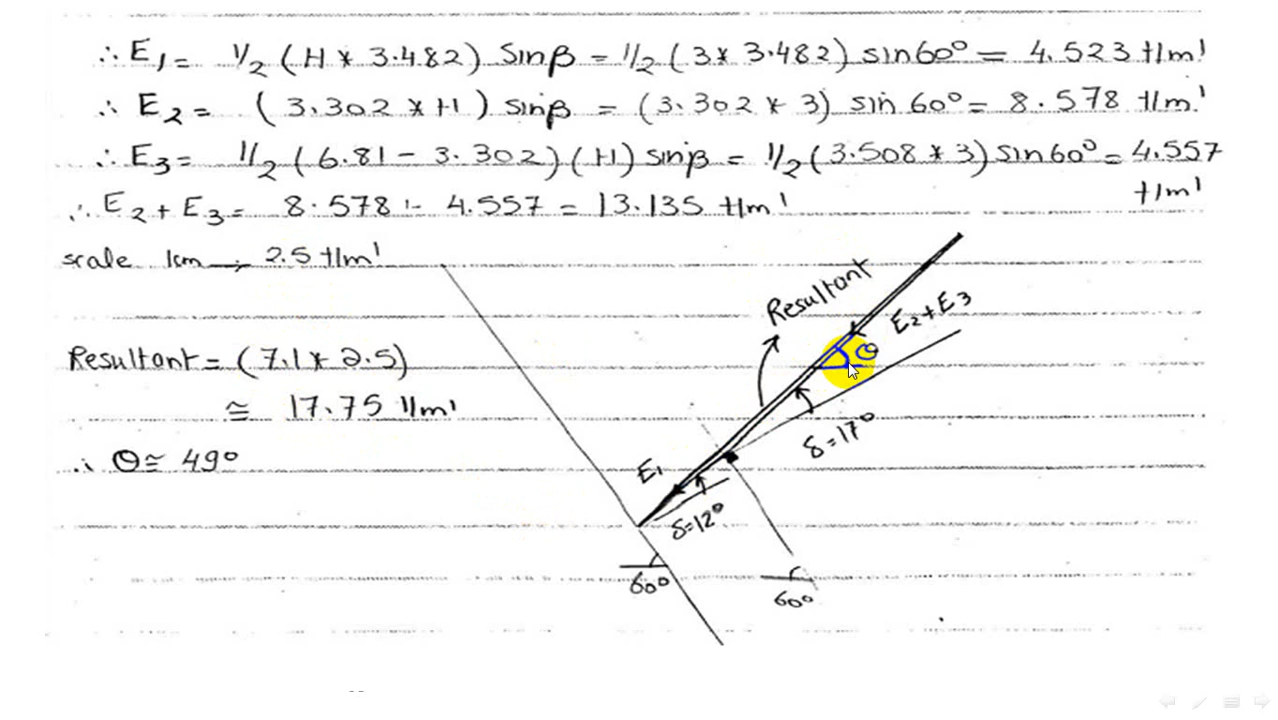 ∴ E₁ = 1/2 (H * 3.482) Sinβ = 1/2 (3 * 3.482) sin60° = 4.523 t/m'
∴ E₂ = (3.302 * H) sinβ = (3.302 * 3) sin 60° = 8.578 t/m'
∴ E₃ = 1/2 (6.81 - 3.302) (H) sinβ = 1/2 (3.508 * 3) sin60° = 4.557 t/m'
∴ E₂ + E₃ = 8.578 + 4.557 = 13.135 t/m'
scale 1cm → 2.5 t/m'
Resultant = (7.1 * 2.5)
≅ 17.75 t/m'
∴ θ ≅ 49°
Resultant
E₂ + E₃
θ
δ=17°
E₁
δ=12°
60°
60°